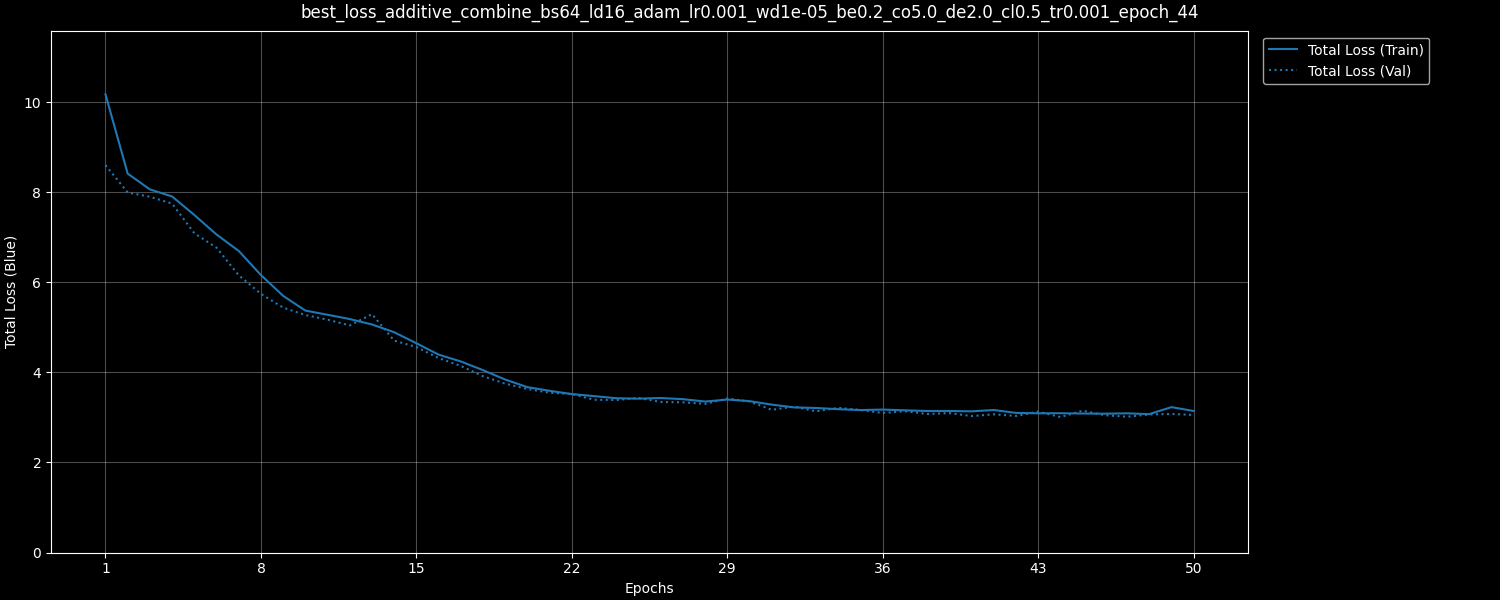 best_loss_additive_combine_bs64_ld16_adam_lr0.001_wd1e-05_be0.2_co5.0_de2.0_cl0.5_tr0.001_epoch_44
Total Loss (Train)
Total Loss (Val)
10
8
6
4
2
0
Total Loss (Blue)
1 8 15 22 29 36 43 50
Epochs